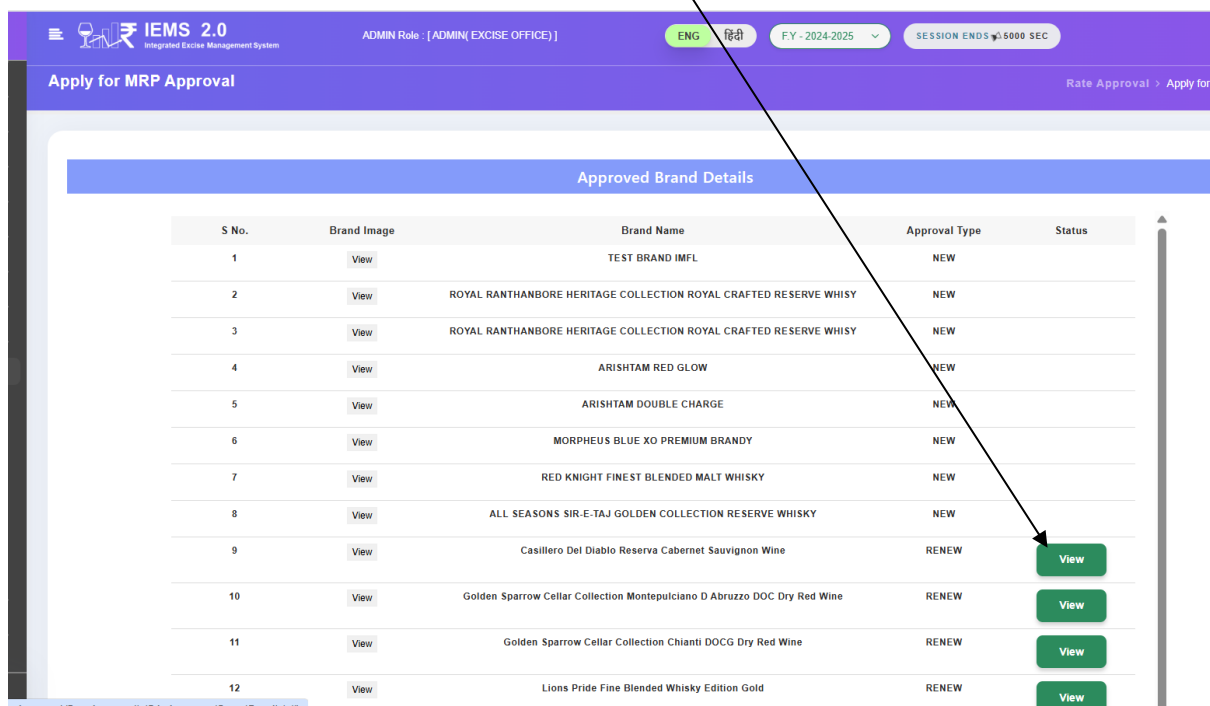 IEMS 2.0
Integrated Excise Management System
ADMIN Role : [ ADMIN( EXCISE OFFICE) ]
ENG हिंदी
F.Y - 2024-2025
SESSION ENDS 5000 SEC
Apply for MRP Approval
Rate Approval > Apply for
Approved Brand Details
S No. Brand Image Brand Name Approval Type Status
1 View TEST BRAND IMFL NEW
2 View ROYAL RANTHANBORE HERITAGE COLLECTION ROYAL CRAFTED RESERVE WHISY NEW
3 View ROYAL RANTHANBORE HERITAGE COLLECTION ROYAL CRAFTED RESERVE WHISY NEW
4 View ARISHTAM RED GLOW NEW
5 View ARISHTAM DOUBLE CHARGE NEW
6 View MORPHEUS BLUE XO PREMIUM BRANDY NEW
7 View RED KNIGHT FINEST BLENDED MALT WHISKY NEW
8 View ALL SEASONS SIR-E-TAJ GOLDEN COLLECTION RESERVE WHISKY NEW
9 View Casillero Del Diablo Reserva Cabernet Sauvignon Wine RENEW View
10 View Golden Sparrow Cellar Collection Montepulciano D Abruzzo DOC Dry Red Wine RENEW View
11 View Golden Sparrow Cellar Collection Chianti DOCG Dry Red Wine RENEW View
12 View Lions Pride Fine Blended Whisky Edition Gold RENEW View